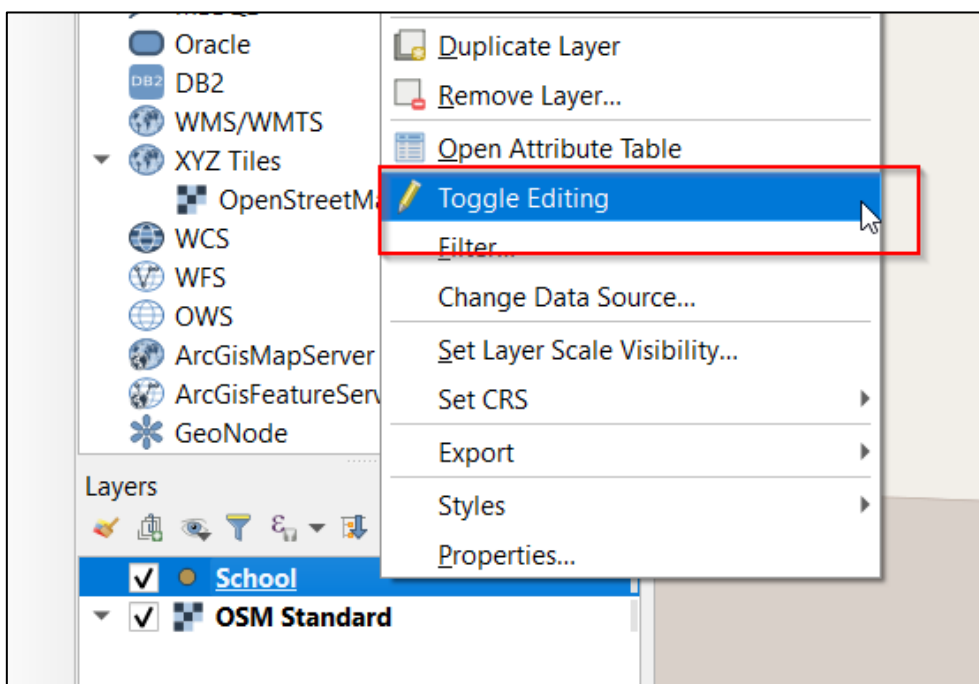 Oracle
DB2 DB2
WMS/WMTS
XYZ Tiles
WCS
WFS
OWS
ArcGisMapServer
GeoNode
Duplicate Layer
Remove Layer...
Open Attribute Table
Toggle Editing
Filter...
Change Data Source...
Set Layer Scale Visibility...
Set CRS
Export
Styles
Properties...
Layers
School
OSM Standard